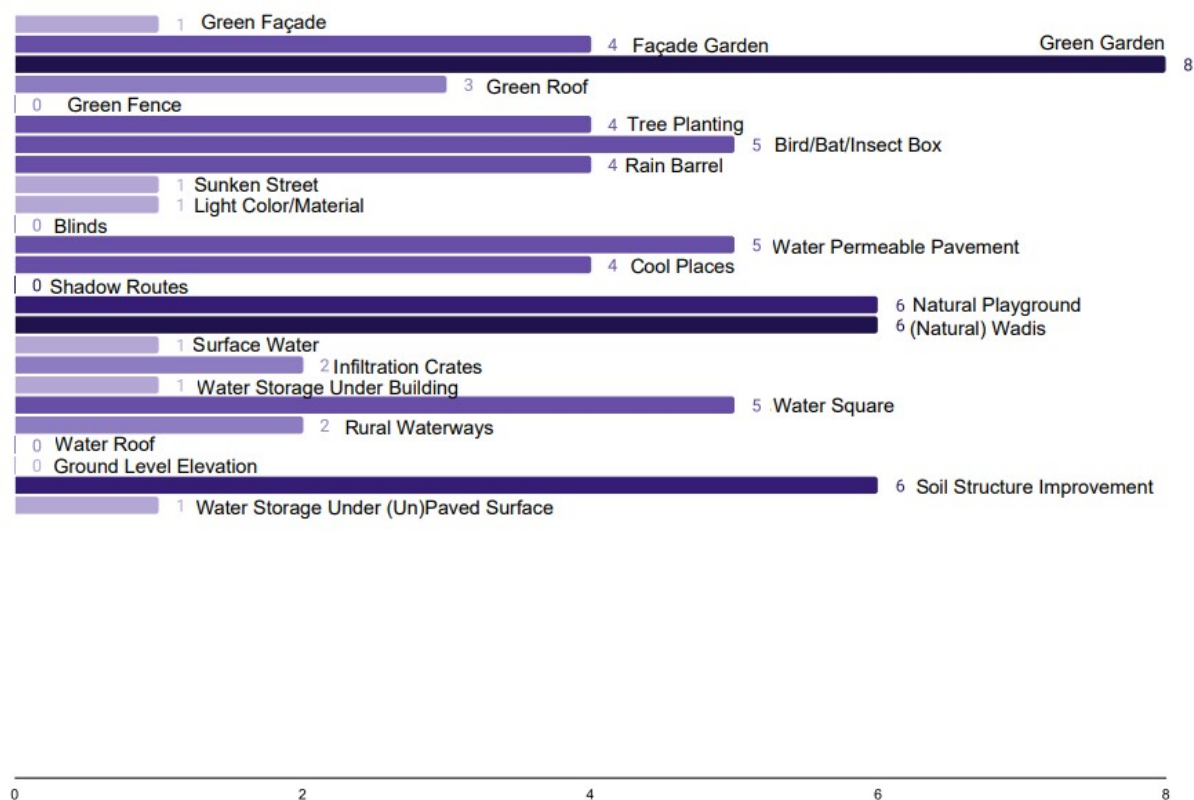 1 Green Façade
4 Façade Garden
Green Garden
8
3 Green Roof
0 Green Fence
4 Tree Planting
5 Bird/Bat/Insect Box
4 Rain Barrel
1 Sunken Street
1 Light Color/Material
0 Blinds
5 Water Permeable Pavement
4 Cool Places
0 Shadow Routes
6 Natural Playground
6 (Natural) Wadis
1 Surface Water
2 Infiltration Crates
1 Water Storage Under Building
5 Water Square
2 Rural Waterways
0 Water Roof
0 Ground Level Elevation
6 Soil Structure Improvement
1 Water Storage Under (Un)Paved Surface
0 2 4 6 8